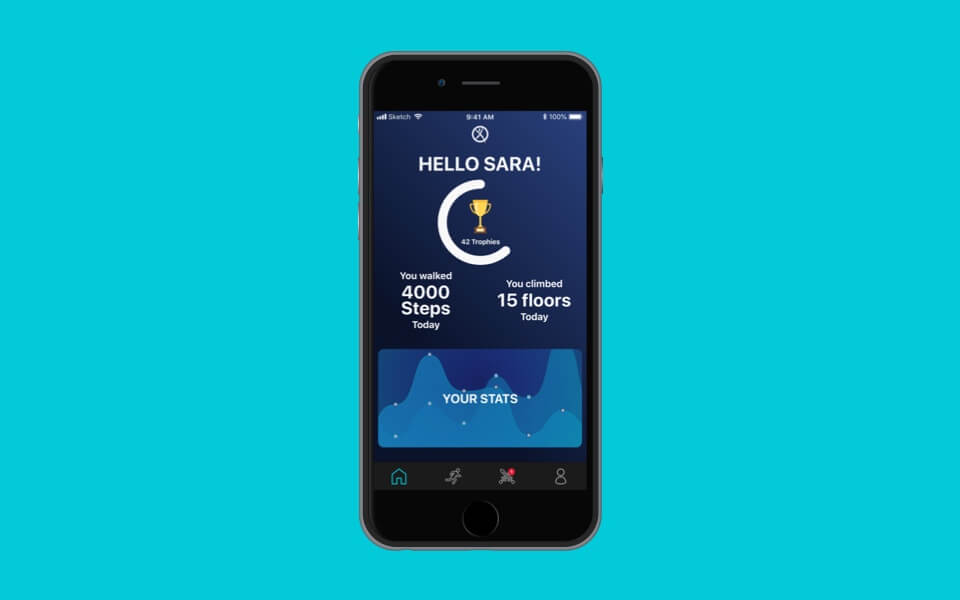 Sketch 9:41 AM 100%
HELLO SARA!
42 Trophies
You walked
4000
Steps
Today
You climbed
15 floors
Today
YOUR STATS